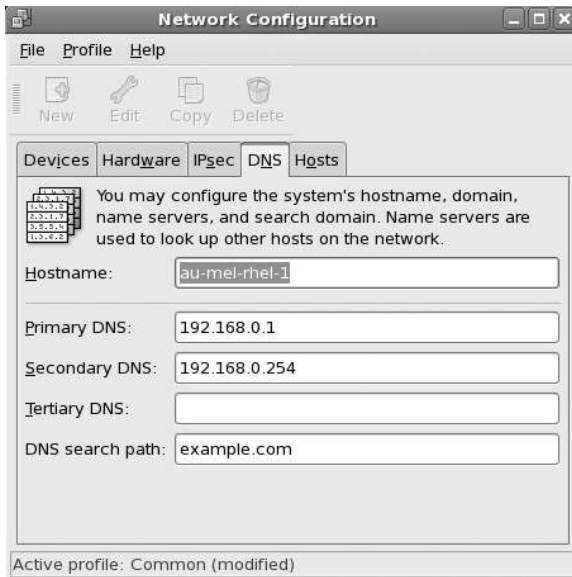 Network Configuration
File Profile Help
New Edit Copy Delete
Devices Hardware IPsec DNS Hosts
You may configure the system's hostname, domain,
name servers, and search domain. Name servers are
used to look up other hosts on the network.
Hostname: au-mel-rhel-1
Primary DNS: 192.168.0.1
Secondary DNS: 192.168.0.254
Tertiary DNS:
DNS search path: example.com
Active profile: Common (modified)